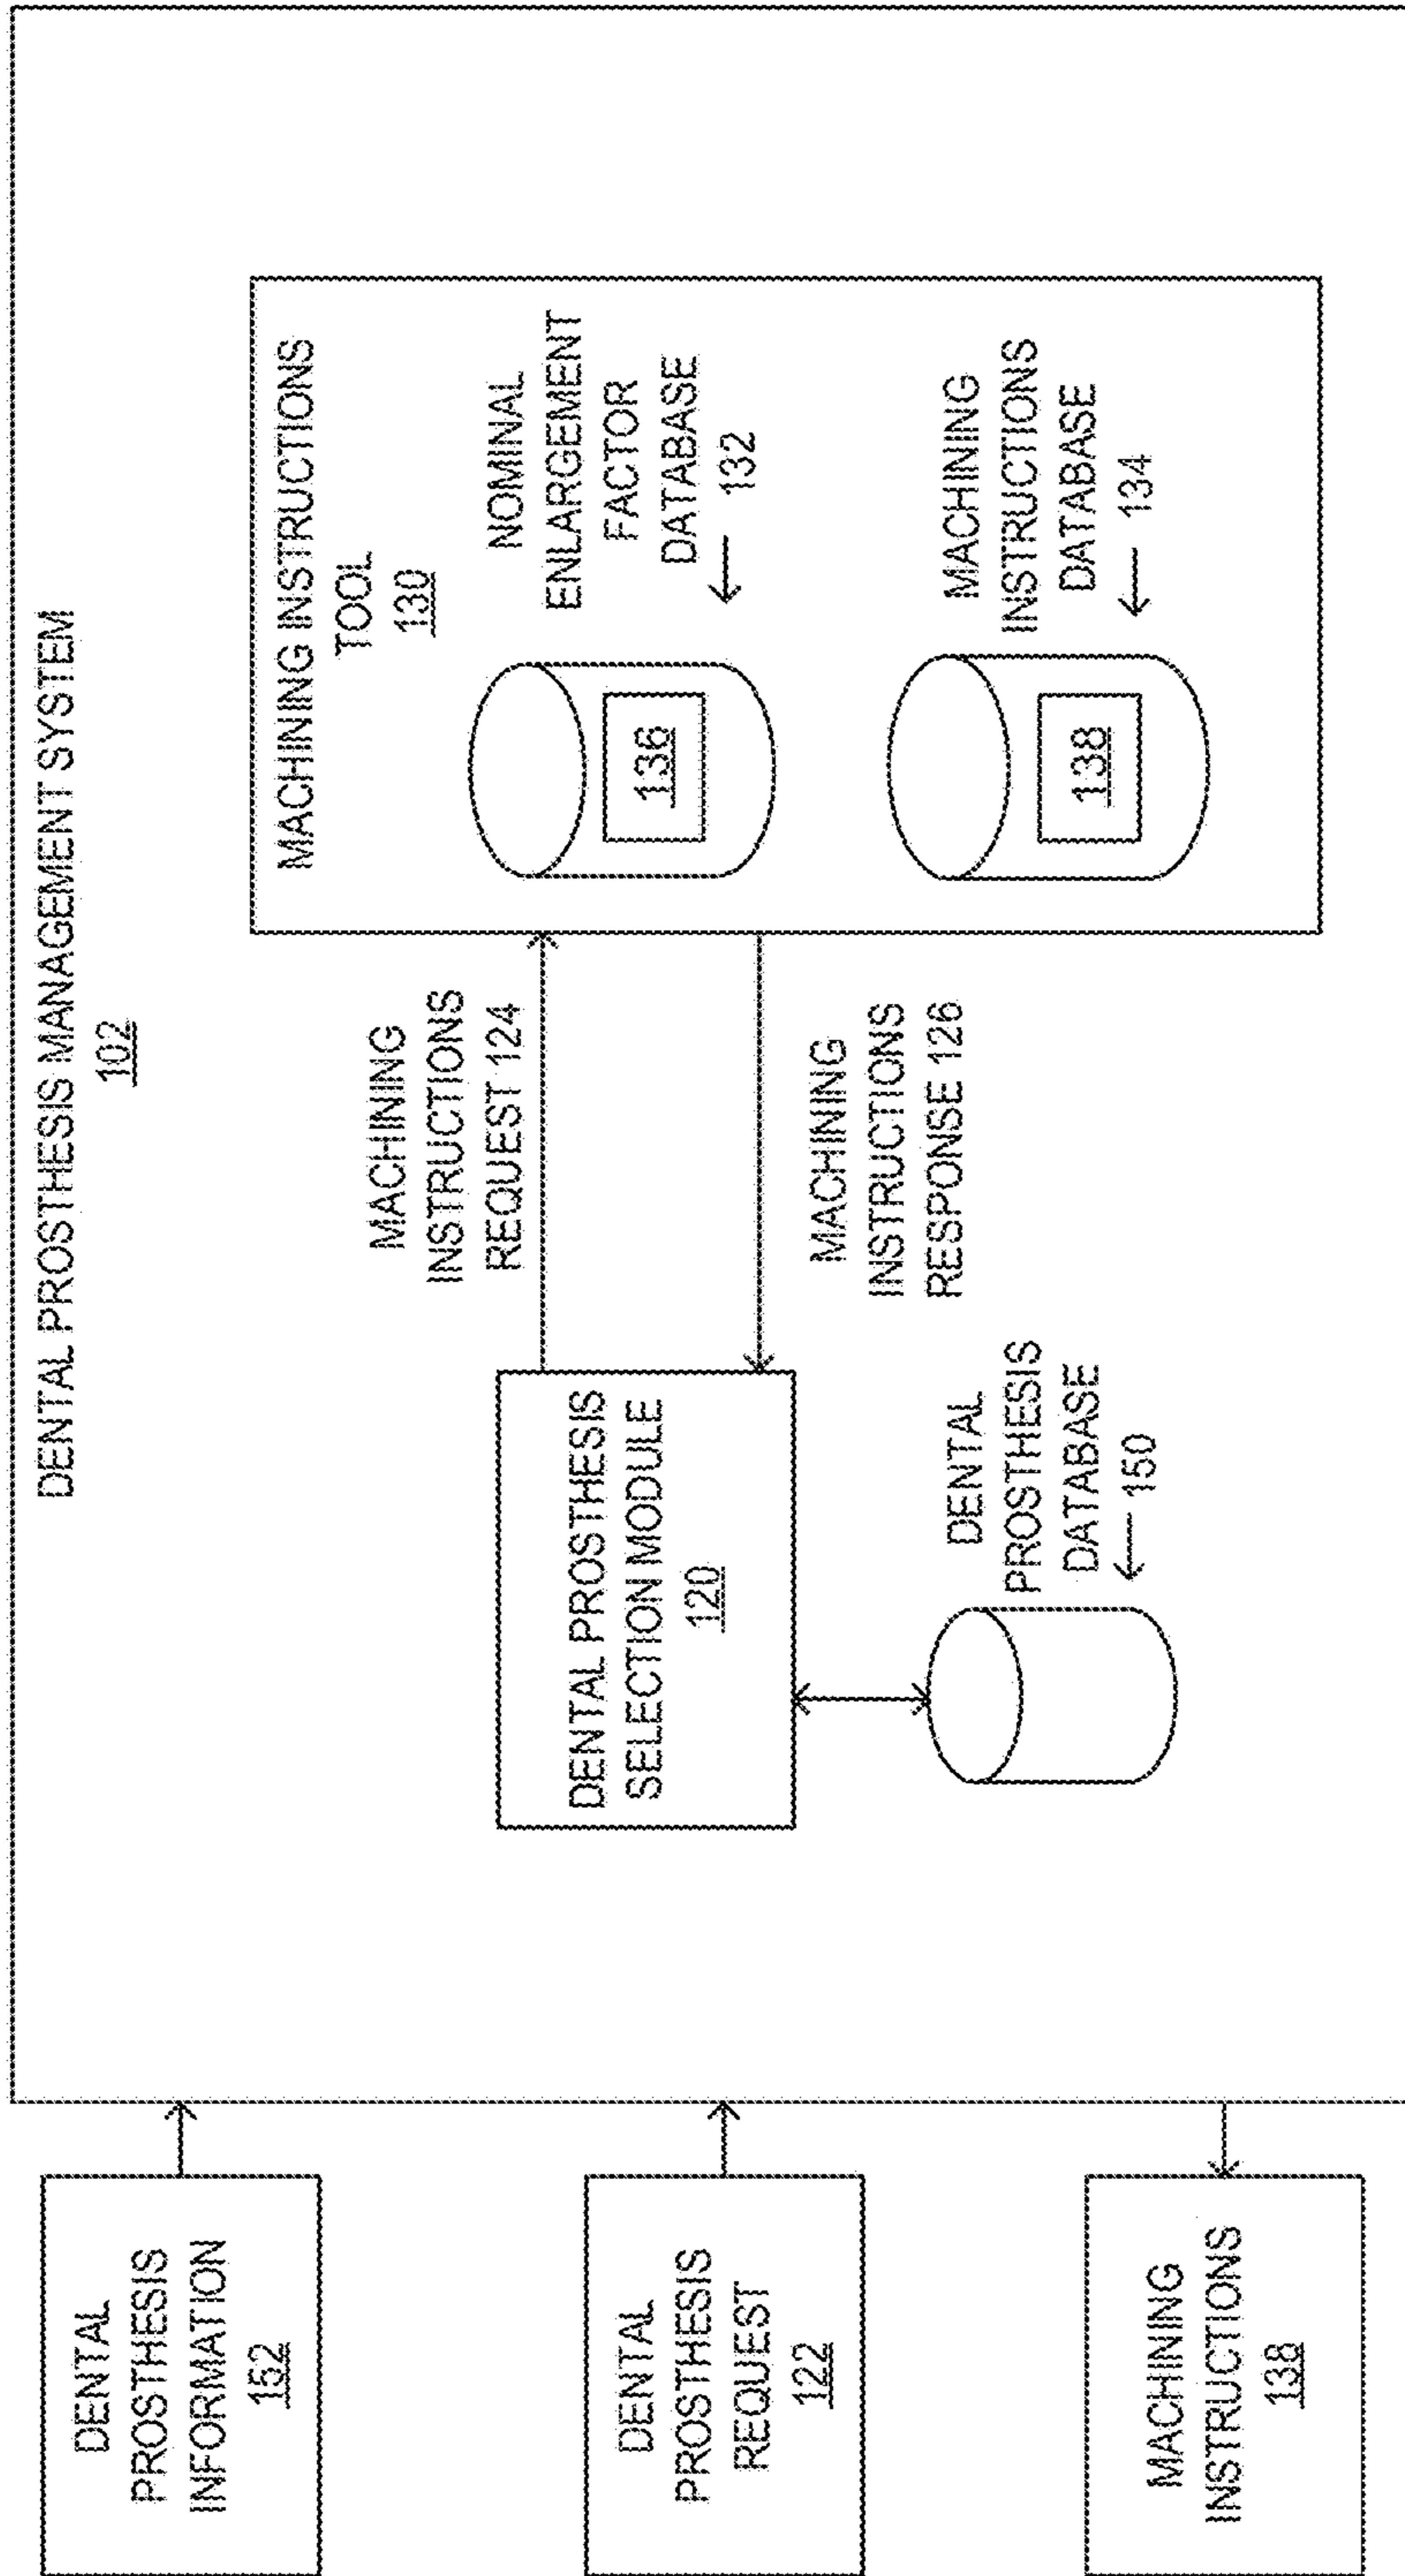 DENTAL PROSTHESIS MANAGEMENT SYSTEM
102
DENTAL
PROSTHESIS
INFORMATION
152
DENTAL
PROSTHESIS
REQUEST
122
MACHINING
INSTRUCTIONS
138
DENTAL PROSTHESIS
SELECTION MODULE
120
DENTAL
PROSTHESIS
DATABASE
150
MACHINING
INSTRUCTIONS
REQUEST 124
MACHINING
INSTRUCTIONS
RESPONSE 126
MACHINING INSTRUCTIONS
TOOL
130
136
NOMINAL
ENLARGEMENT
FACTOR
DATABASE
132
138
MACHINING
INSTRUCTIONS
DATABASE
134